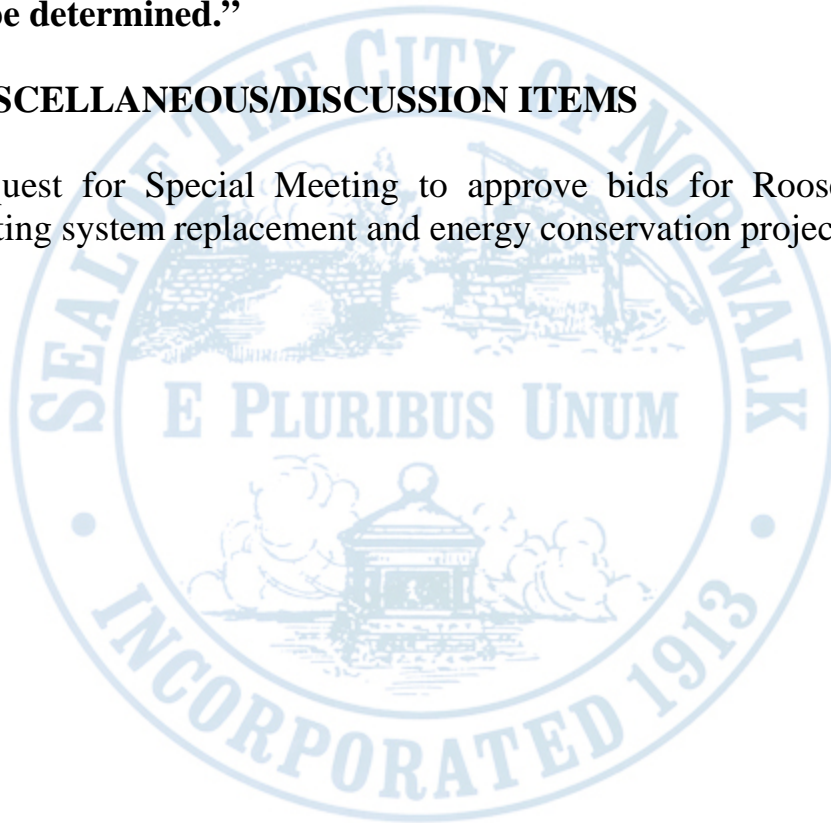 be determined.”
SCELLANEOUS/DISCUSSION ITEMS
quest for Special Meeting to approve bids for Roose
ting system replacement and energy conservation projec
SEAL OF THE CITY OF NORWALK
E PLURIBUS UNUM
INCORPORATED 1913